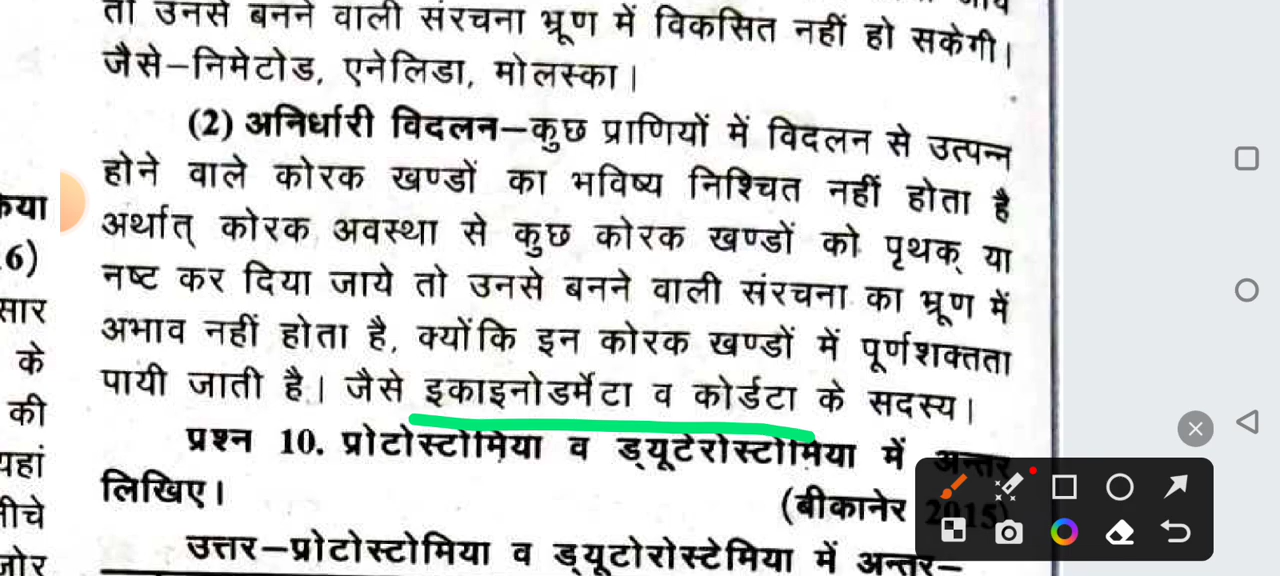 तो उनसे बनने वाली संरचना भ्रूण में विकसित नहीं हो सकेगी।
जैसे–निमेटोड, एनेलिडा, मोलस्का।
(2) अनिर्धारी विदलन–कुछ प्राणियों में विदलन से उत्पन्न
होने वाले कोरक खण्डों का भविष्य निश्चित नहीं होता है
अर्थात् कोरक अवस्था से कुछ कोरक खण्डों को पृथक् या
नष्ट कर दिया जाये तो उनसे बनने वाली संरचना का भ्रूण में
अभाव नहीं होता है, क्योंकि इन कोरक खण्डों में पूर्णशक्तता
पायी जाती है। जैसे इकाइनोडर्मेटा व कोर्डटा के सदस्य।
प्रश्न 10. प्रोटोस्टोमिया व ड्यूटेरोस्टोमिया में अन्तर
लिखिए।
(बीकानेर 2015)
उत्तर–प्रोटोस्टोमिया व ड्यूटोरोस्टेमिया में अन्तर–
6)
सार
के
की
यहां
नीचे
जोर